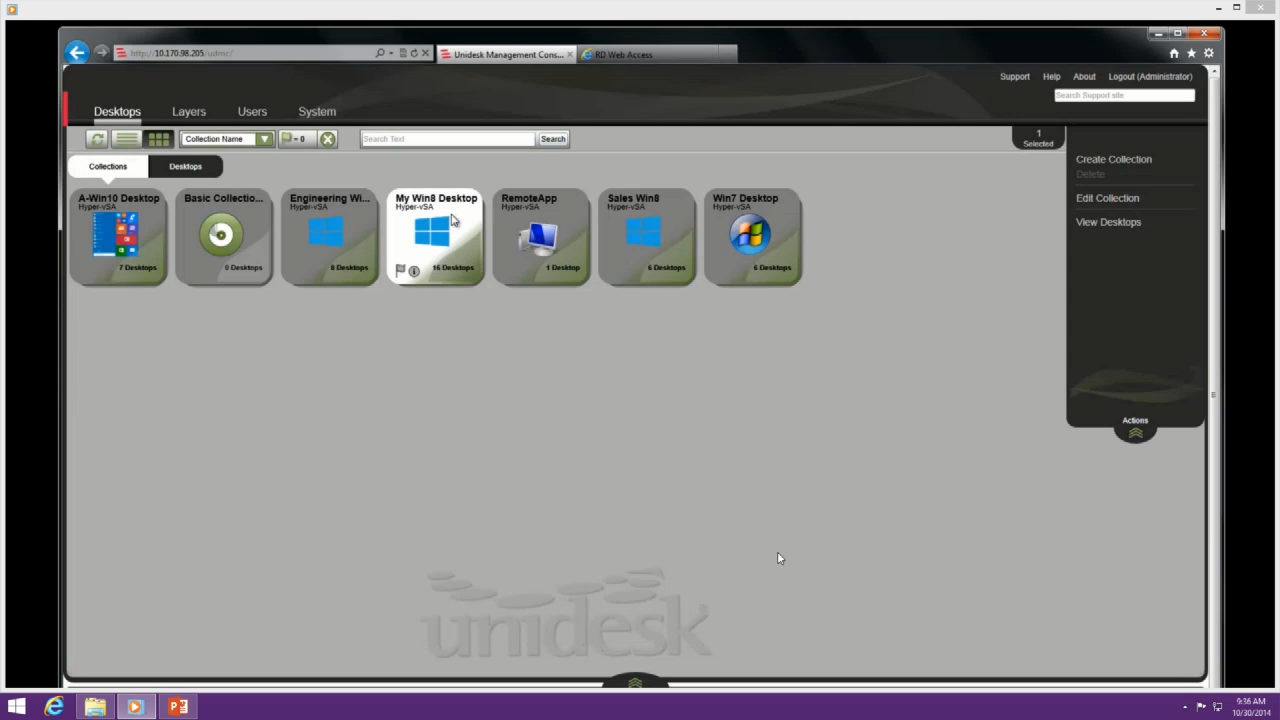 http://10.170.98.205/udmc/
Unidesk Management Cons...
RD Web Access
Support Help About Logout (Administrator)
Search Support site
Desktops Layers Users System
Collection Name
= 0
Search Text
Search
1
Selected
Collections
Desktops
A-Win10 Desktop
Hyper-vSA
7 Desktops
Basic Collectio...
0 Desktops
Engineering Wi...
Hyper-vSA
8 Desktops
My Win8 Desktop
Hyper-vSA
16 Desktops
RemoteApp
Hyper-vSA
1 Desktop
Sales Win8
Hyper-vSA
6 Desktops
Win7 Desktop
Hyper-vSA
6 Desktops
Create Collection
Delete
Edit Collection
View Desktops
Actions
unidesk
9:36 AM
10/30/2014